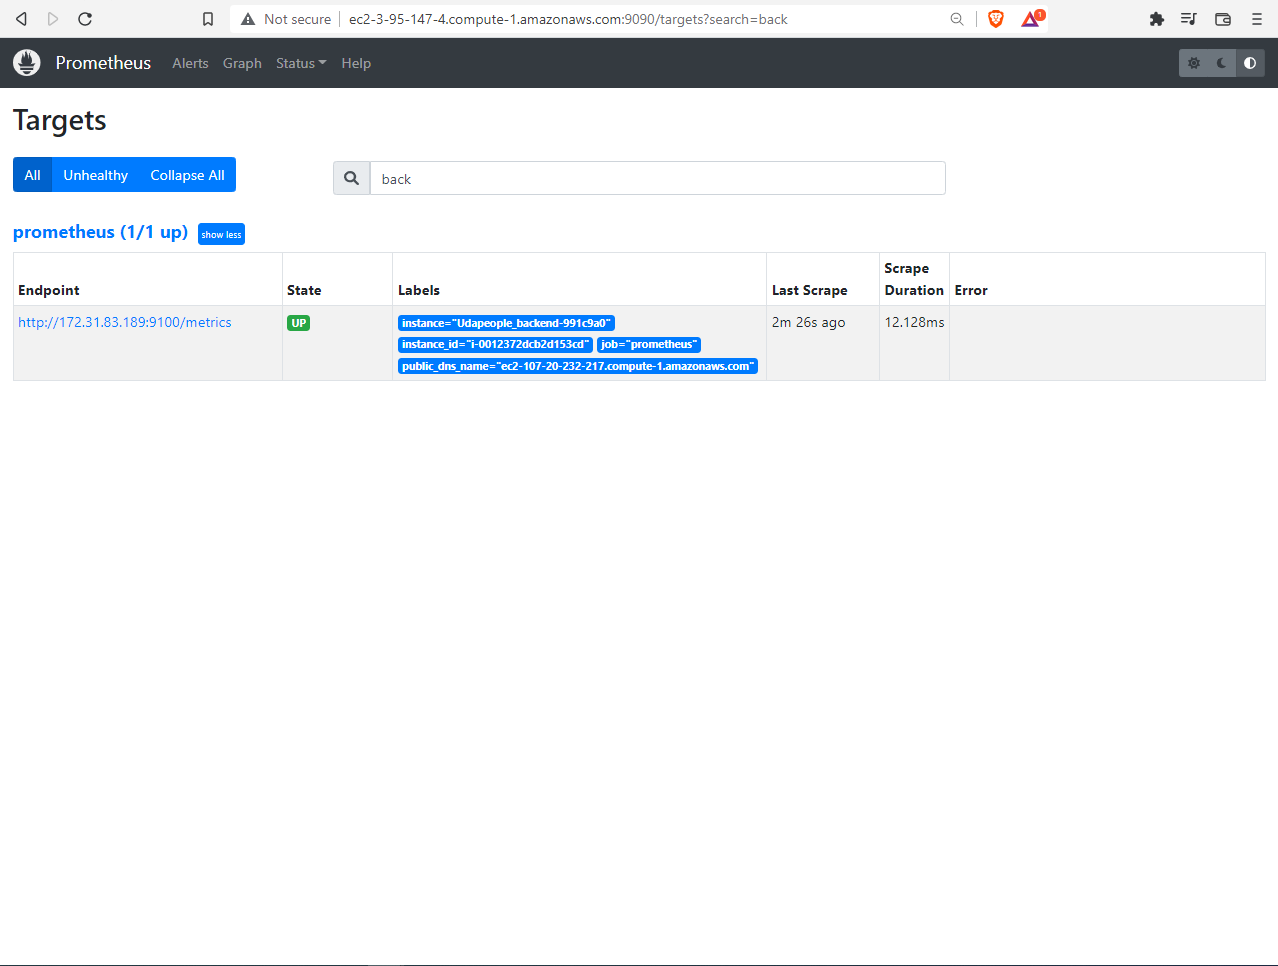 Not secure ec2-3-95-147-4.compute-1.amazonaws.com:9090/targets?search=back 1
Prometheus Alerts Graph Status Help
Targets
All Unhealthy Collapse All back
prometheus (1/1 up) show less
Endpoint State Labels Last Scrape Scrape Duration Error
http://172.31.83.189:9100/metrics UP instance="Udapeople_backend-991c9a0" 2m 26s ago 12.128ms
instance_id="i-0012372dcb2d153cd" job="prometheus"
public_dns_name="ec2-107-20-232-217.compute-1.amazonaws.com"